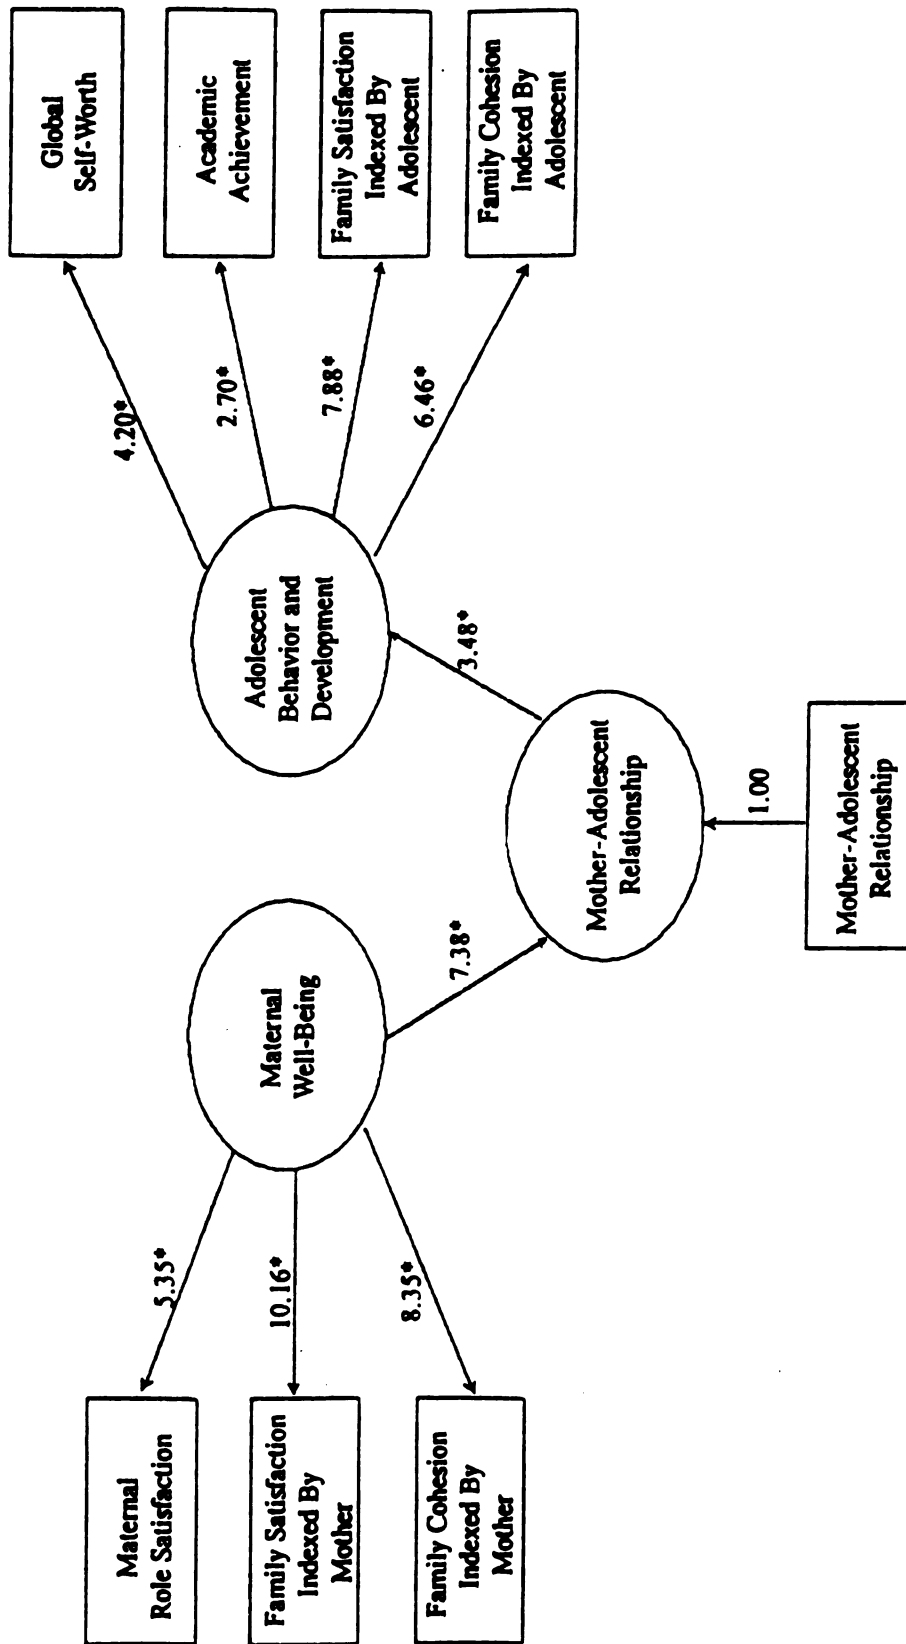 Maternal
Role Satisfaction
Family Satisfaction
Indexed By
Mother
Family Cohesion
Indexed By
Mother
5.35*
10.16*
8.35*
Maternal
Well-Being
7.38*
Mother-Adolescent
Relationship
1.00
Mother-Adolescent
Relationship
3.48*
Adolescent
Behavior and
Development
4.20*
2.70*
7.88*
6.46*
Global
Self-Worth
Academic
Achievement
Family Satisfaction
Indexed By
Adolescent
Family Cohesion
Indexed By
Adolescent